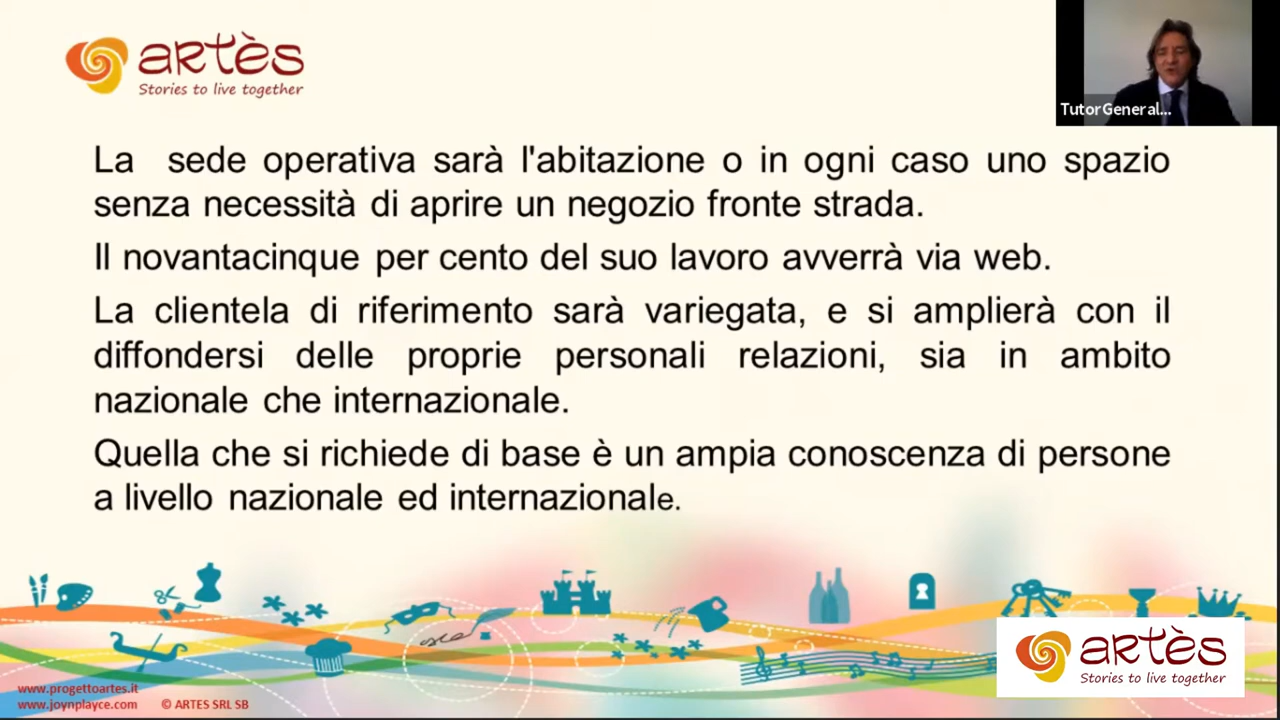 artès
Stories to live together
TutorGeneral...
La sede operativa sarà l'abitazione o in ogni caso uno spazio
senza necessità di aprire un negozio fronte strada.
Il novantacinque per cento del suo lavoro avverrà via web.
La clientela di riferimento sarà variegata, e si amplierà con il
diffondersi delle proprie personali relazioni, sia in ambito
nazionale che internazionale.
Quella che si richiede di base è un ampia conoscenza di persone
a livello nazionale ed internazionale.
www.progettoartes.it
www.joynplayce.com © ARTES SRL SB
artès
Stories to live together